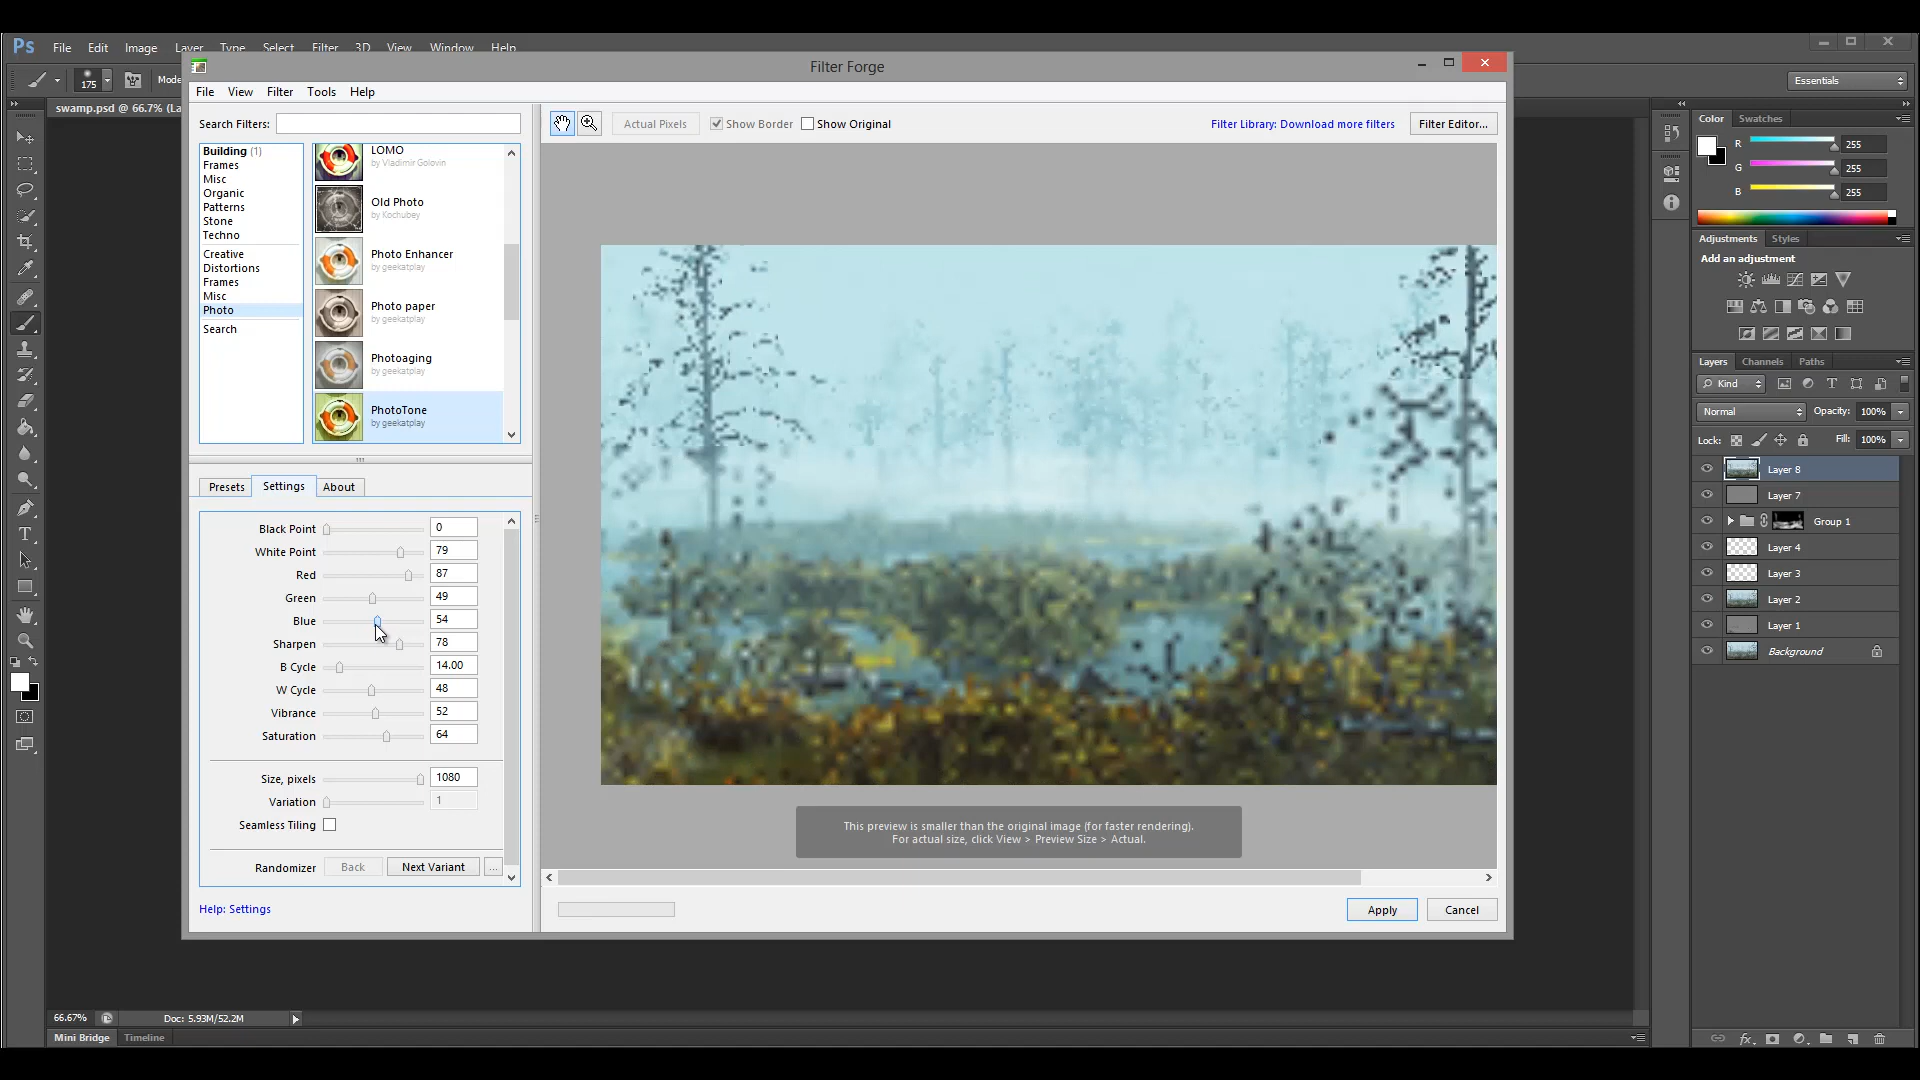 Ps File Edit Image Layer Type Select Filter 3D View Window Help
175 Mode
Essentials
swamp.psd @ 66.7% (La
Filter Forge
File Edit View Filter Tools Help
Search Filters:
Building (1)
Frames
Misc
Organic
Patterns
Stone
Techno
Creative
Distortions
Frames
Misc
Photo
Search
LOMO
by Vladimir Golovin
Old Photo
by Kochubey
Photo Enhancer
by geekatplay
Photo paper
by geekatplay
Photoaging
by geekatplay
PhotoTone
by geekatplay
Presets Settings About
Black Point 0
White Point 79
Red 87
Green 49
Blue 54
Sharpen 78
B Cycle 14.00
W Cycle 48
Vibrance 52
Saturation 64
Size, pixels 1080
Variation 1
Seamless Tiling
Randomizer Back Next Variant ...
Help: Settings
Actual Pixels Show Border Show Original
Filter Library: Download more filters Filter Editor...
This preview is smaller than the original image (for faster rendering).
For actual size, click View > Preview Size > Actual.
Apply Cancel
Color Swatches
R 255
G 255
B 255
Adjustments Styles
Add an adjustment
Layers Channels Paths
Kind
Normal Opacity: 100%
Lock: Fill: 100%
Layer 8
Layer 7
Group 1
Layer 4
Layer 3
Layer 2
Layer 1
Background
66.67% Doc: 5.93M/52.2M
Mini Bridge Timeline
fx